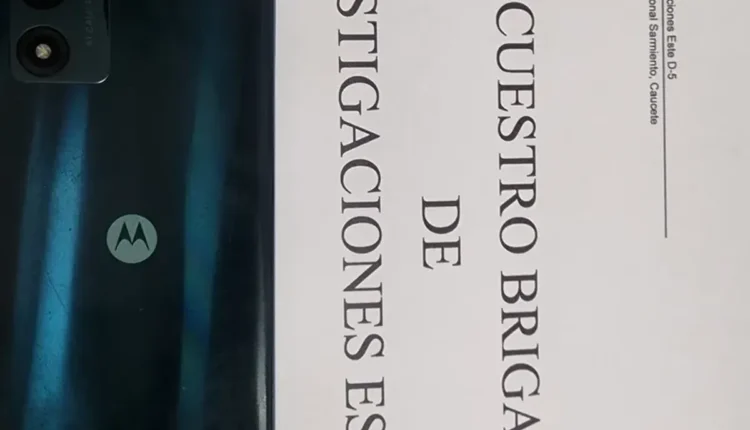 ciones Este D-5
onal Sarmiento, Caucete
CUESTRO BRIGA
DE
STIGACIONES ES